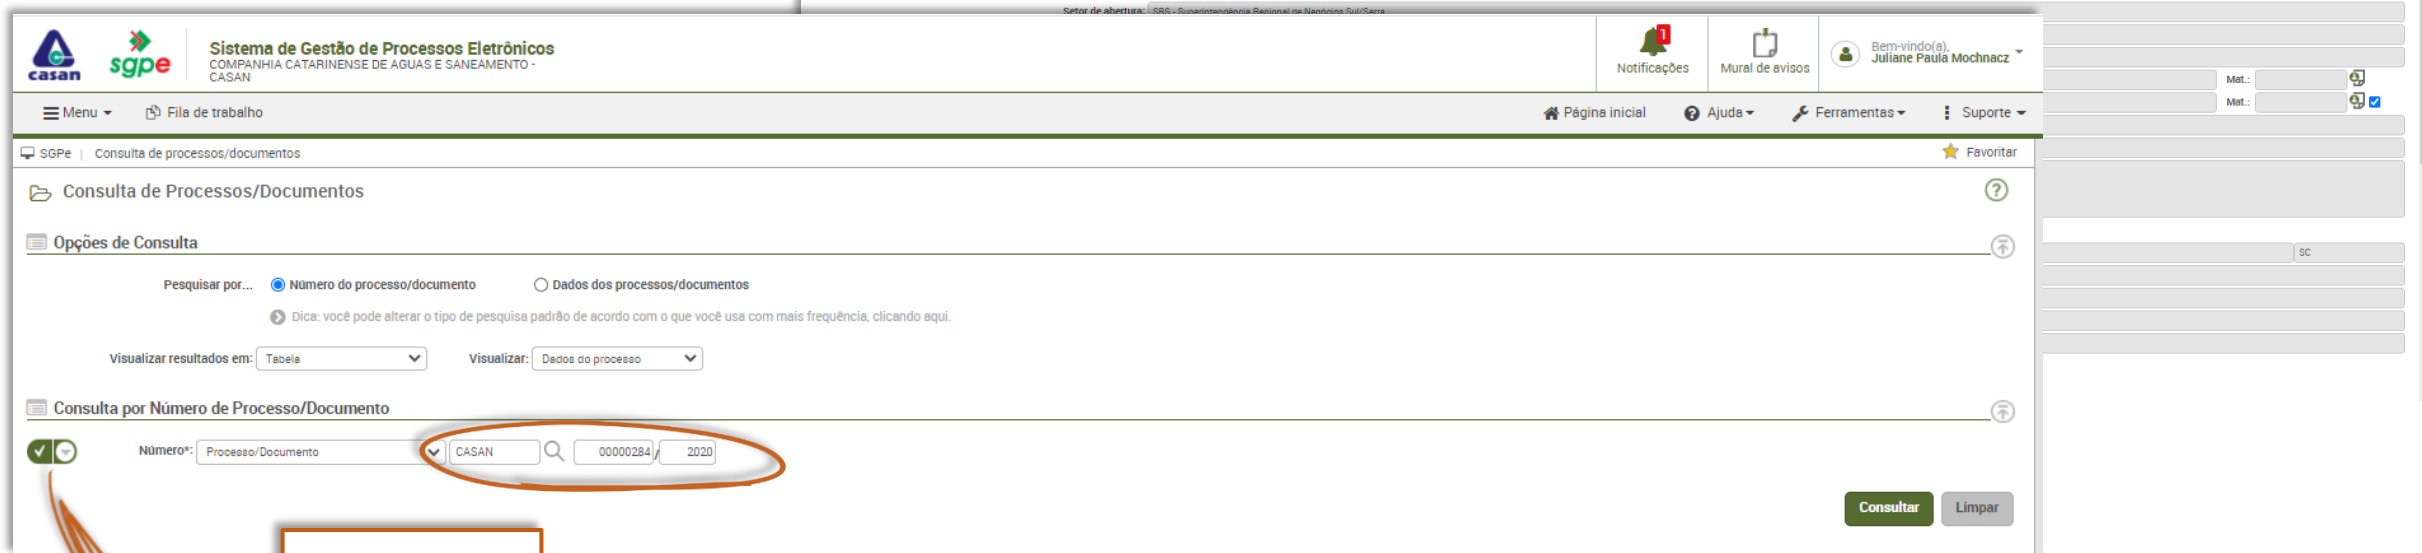 Setor de abertura: SRS - Superintendência Regional de Negócios Sul/Serra
casan
sgpe
Sistema de Gestão de Processos Eletrônicos
COMPANHIA CATARINENSE DE AGUAS E SANEAMENTO -
CASAN
1
Notificações
Mural de avisos
Bem-vindo(a),
Juliane Paula Mochnacz
Mat.:
Mat.:
Menu
Fila de trabalho
Página inicial
Ajuda
Ferramentas
Suporte
SGPe | Consulta de processos/documentos
Favoritar
Consulta de Processos/Documentos
?
Opções de Consulta
SC
Pesquisar por... Número do processo/documento Dados dos processos/documentos
Dica: você pode alterar o tipo de pesquisa padrão de acordo com o que você usa com mais frequência, clicando aqui.
Visualizar resultados em: Tabela Visualizar: Dados do processo
Consulta por Número de Processo/Documento
Número*: Processo/Documento CASAN 00000284 / 2020
Consultar Limpar